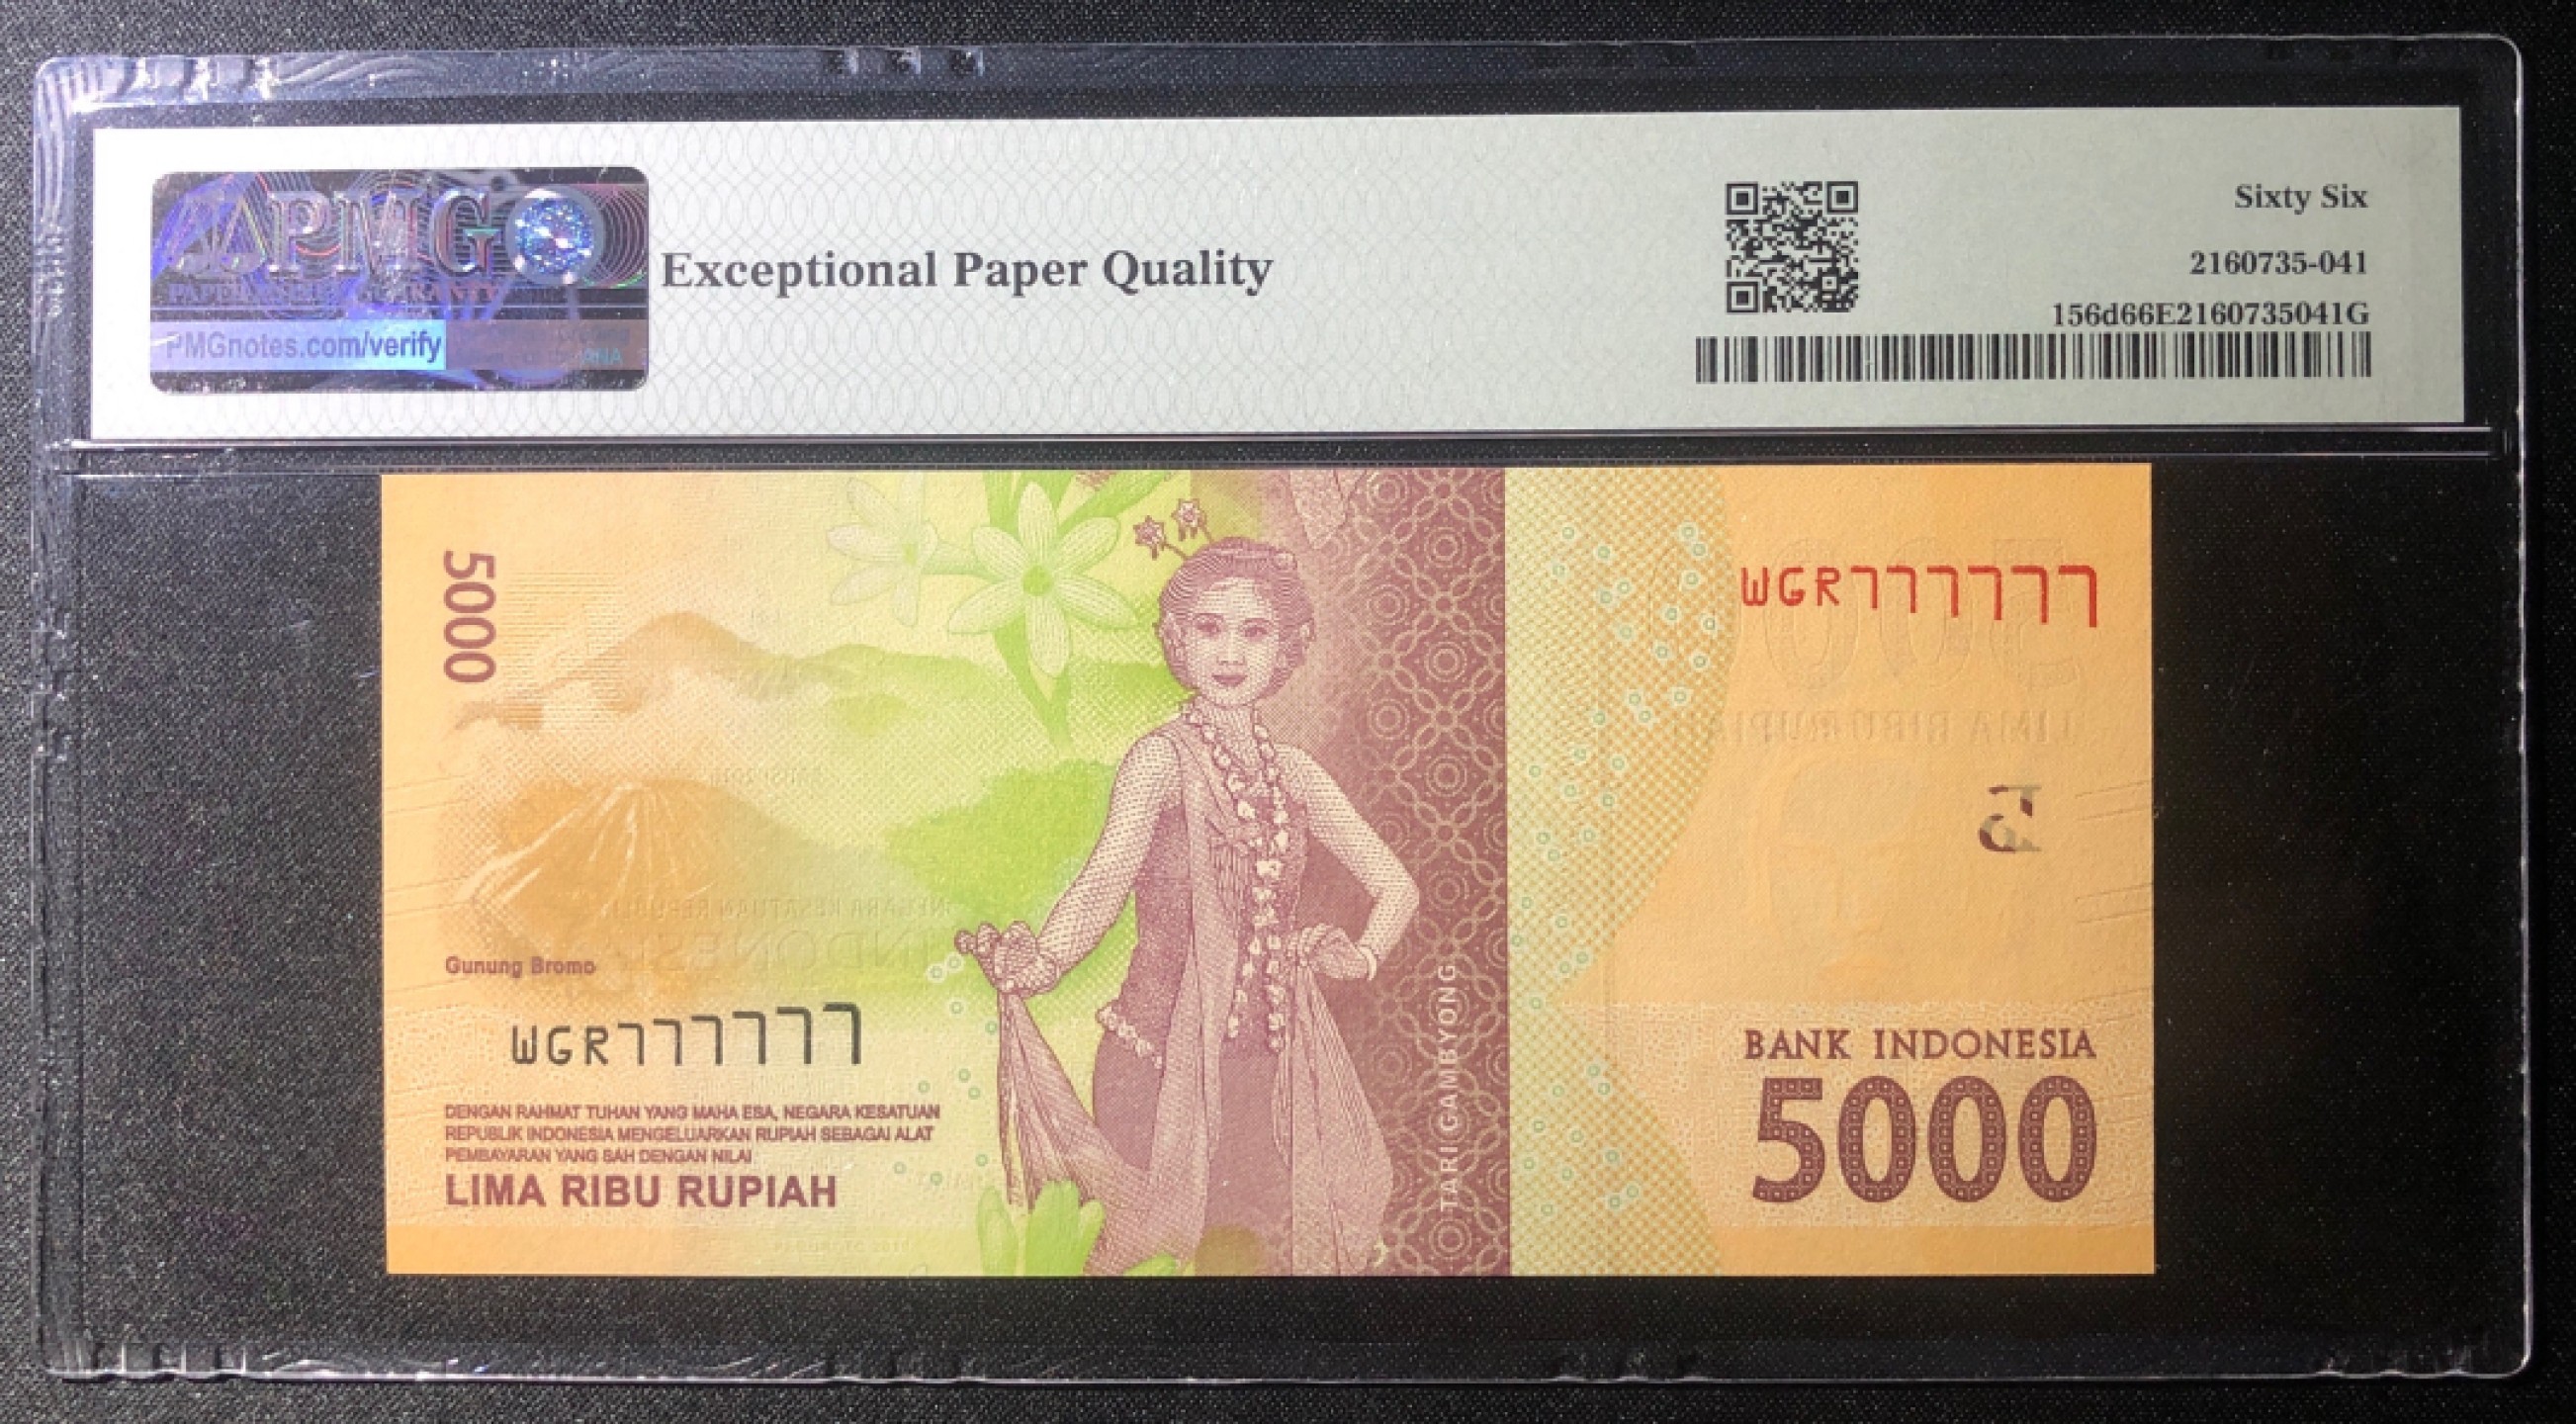 PMG
PMGnotes.com/verify
Exceptional Paper Quality
Sixty Six
2160735-041
156d66E2160735041G
5000
WGR777777
Gunung Bromo
WGR777777
DENGAN RAHMAT TUHAN YANG MAHA ESA, NEGARA KESATUAN
REPUBLIK INDONESIA MENGELUARKAN RUPIAH SEBAGAI ALAT
PEMBAYARAN YANG SAH DENGAN NILAI
LIMA RIBU RUPIAH
TARI GAMBYONG
BANK INDONESIA
5000